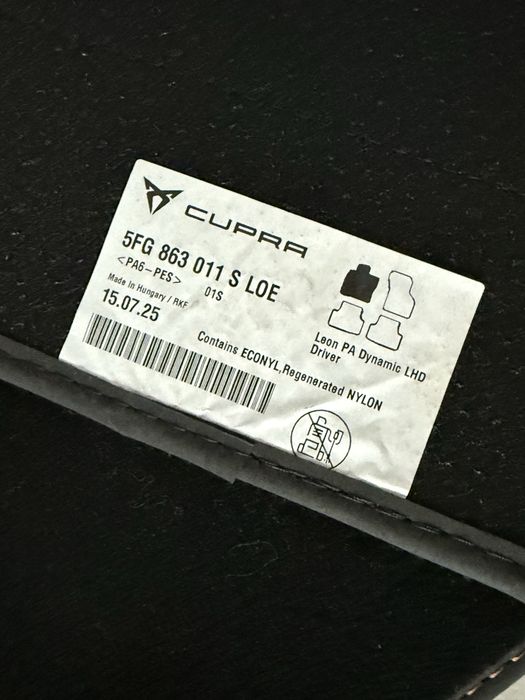 CUPRA
5FG 863 011 S LOE
<PA6-PES> 01S
Made in Hungary / RKF
15.07.25
Leon PA Dynamic LHD
Driver
Contains ECONYL,Regenerated NYLON